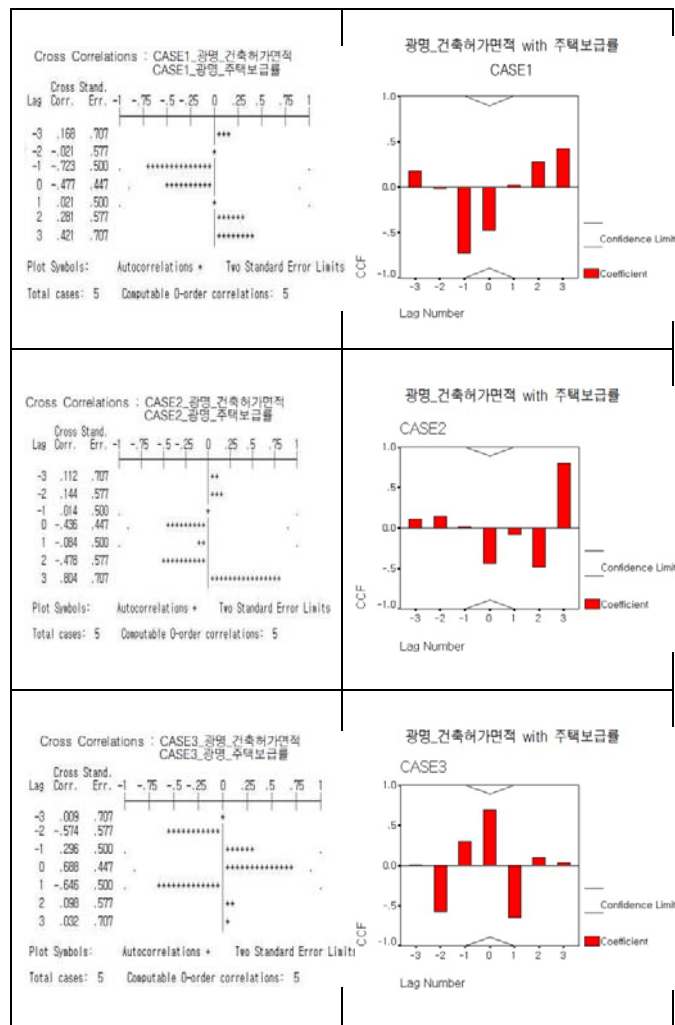 Cross Correlations : CASE1_광명_건축허가면적
CASE1_광명_주택보급률
Cross Stand.
Lag Corr. Err. -1 -.75 -.5 -.25 0 .25 .5 .75 1
-3 .168 .707 ***
-2 -.021 .577 *
-1 -.723 .500 . ************** .
0 -.477 .447 . ********** .
1 .021 .500 . * .
2 .281 .577 ******
3 .421 .707 ********
Plot Symbols: Autocorrelations * Two Standard Error Limits
Total cases: 5 Computable 0-order correlations: 5
광명_건축허가면적 with 주택보급률
CASE1
1.0
.5
0.0
-.5
-1.0
CCF
-3 -2 -1 0 1 2 3
Lag Number
Confidence Limit
Coefficient
Cross Correlations : CASE2_광명_건축허가면적
CASE2_광명_주택보급률
Cross Stand.
Lag Corr. Err. -1 -.75 -.5 -.25 0 .25 .5 .75 1
-3 .112 .707 **
-2 .144 .577 ***
-1 .014 .500 . * .
0 -.436 .447 . ********* .
1 -.084 .500 . ** .
2 -.478 .577 **********
3 .804 .707 ****************
Plot Symbols: Autocorrelations * Two Standard Error Limits
Total cases: 5 Computable 0-order correlations: 5
광명_건축허가면적 with 주택보급률
CASE2
1.0
.5
0.0
-.5
-1.0
CCF
-3 -2 -1 0 1 2 3
Lag Number
Confidence Limit
Coefficient
Cross Correlations : CASE3_광명_건축허가면적
CASE3_광명_주택보급률
Cross Stand.
Lag Corr. Err. -1 -.75 -.5 -.25 0 .25 .5 .75 1
-3 .009 .707 *
-2 -.574 .577 ***********
-1 .296 .500 . ****** .
0 .688 .447 . ************** .
1 -.646 .500 . ************* .
2 .098 .577 **
3 .032 .707 *
Plot Symbols: Autocorrelations * Two Standard Error Limits
Total cases: 5 Computable 0-order correlations: 5
광명_건축허가면적 with 주택보급률
CASE3
1.0
.5
0.0
-.5
-1.0
CCF
-3 -2 -1 0 1 2 3
Lag Number
Confidence Limit
Coefficient